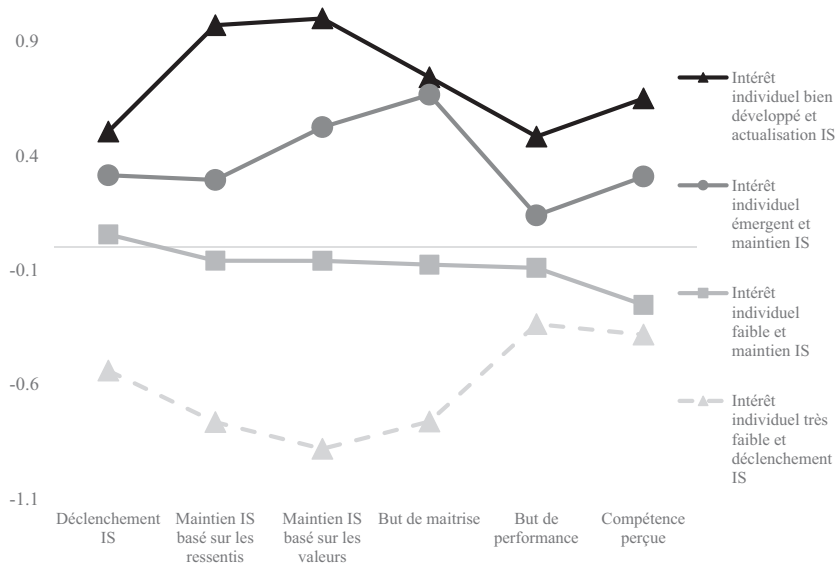 0.9
0.4
-0.1
-0.6
-1.1
Déclenchement
IS
Maintien IS
basé sur les
ressentis
Maintien IS
basé sur les
valeurs
But de maitrise
But de
performance
Compétence
perçue
Intérêt
individuel bien
développé et
actualisation IS
Intérêt
individuel
émergent et
maintien IS
Intérêt
individuel
faible et
maintien IS
Intérêt
individuel très
faible et
déclenchement
IS